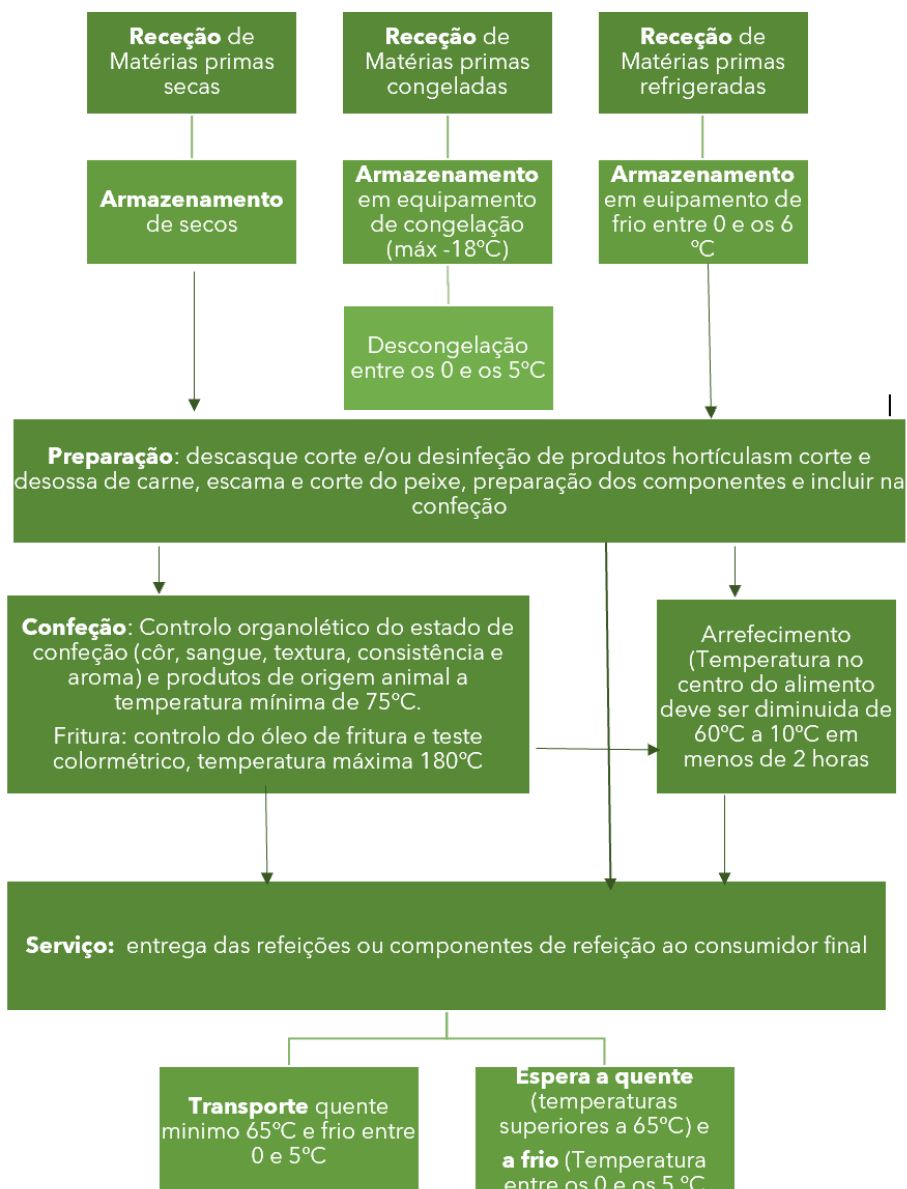 Receção de
Matérias primas
secas
Receção de
Matérias primas
congeladas
Receção de
Matérias primas
refrigeradas
Armazenamento
de secos
Armazenamento
em equipamento
de congelação
(máx -18ºC)
Armazenamento
em euipamento de
frio entre 0 e os 6
ºC
Descongelação
entre os 0 e os 5ºC
Preparação: descasque corte e/ou desinfeção de produtos hortículasm corte e
desossa de carne, escama e corte do peixe, preparação dos componentes e incluir na
confeção
Confeção: Controlo organolético do estado de
confeção (côr, sangue, textura, consistência e
aroma) e produtos de origem animal a
temperatura mínima de 75ºC.
Fritura: controlo do óleo de fritura e teste
colormétrico, temperatura máxima 180ºC
Arrefecimento
(Temperatura no
centro do alimento
deve ser diminuida de
60ºC a 10ºC em
menos de 2 horas
Serviço: entrega das refeições ou componentes de refeição ao consumidor final
Transporte quente
minimo 65ºC e frio entre
0 e 5ºC
Espera a quente
(temperaturas
superiores a 65ºC) e
a frio (Temperatura
entre os 0 e os 5 ºC